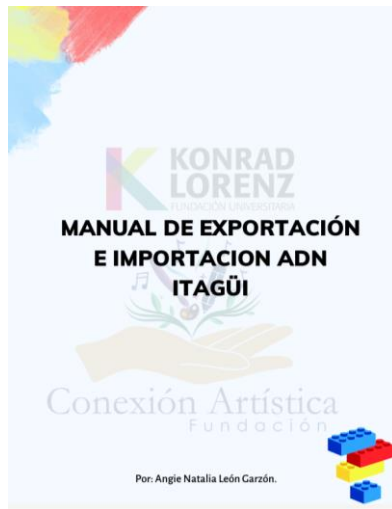 KONRAD
LORENZ
FUNDACIÓN UNIVERSITARIA
MANUAL DE EXPORTACIÓN
E IMPORTACION ADN
ITAGÜI
Conexión Artística
Fundación
Por: Angie Natalia León Garzón.